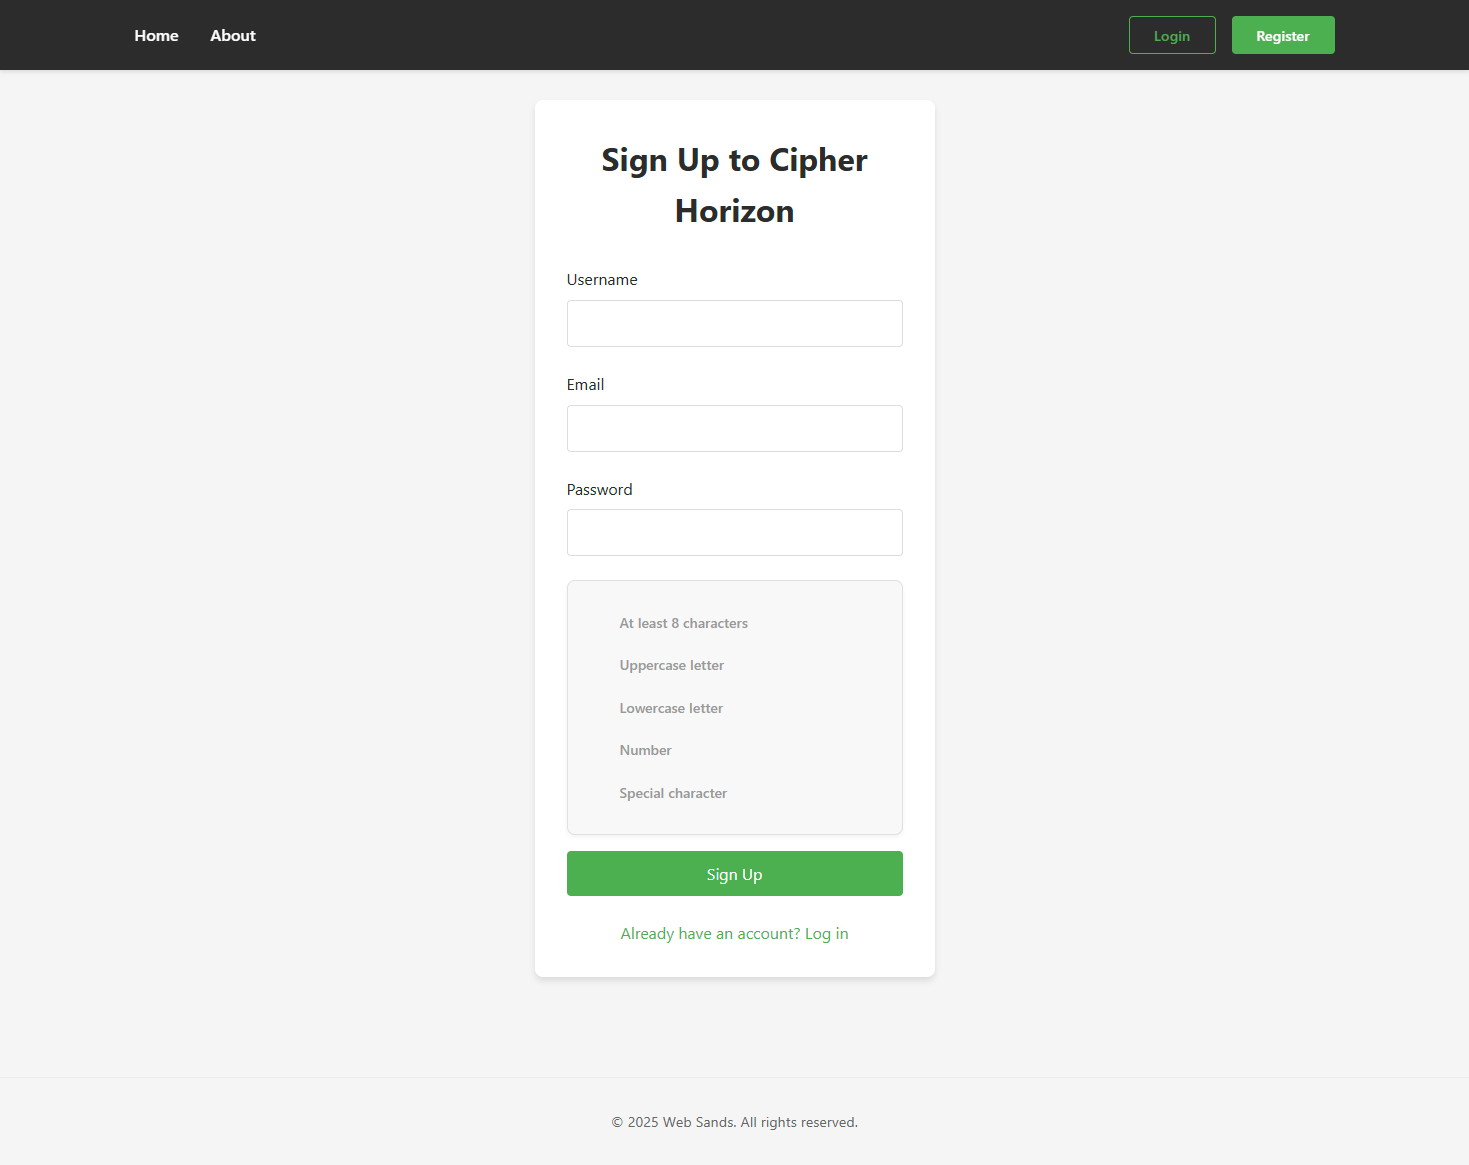 Home About Login Register
Sign Up to Cipher
Horizon
Username
Email
Password
At least 8 characters
Uppercase letter
Lowercase letter
Number
Special character
Sign Up
Already have an account? Log in
© 2025 Web Sands. All rights reserved.